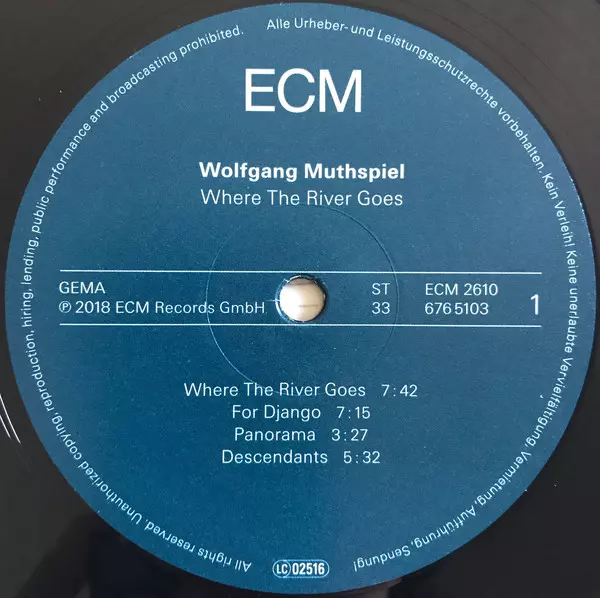 ECM
Wolfgang Muthspiel
Where The River Goes
GEMA ST ECM 2610
℗ 2018 ECM Records GmbH 33 676 5103 1
Where The River Goes 7:42
For Django 7:15
Panorama 3:27
Descendants 5:32
LC 02516
All rights reserved. Unauthorized copying, reproduction, hiring, lending, public performance and broadcasting prohibited.
Alle Urheber- und Leistungsschutzrechte vorbehalten. Kein Verleih! Keine unerlaubte Vervielfältigung, Vermietung, Aufführung, Sendung!